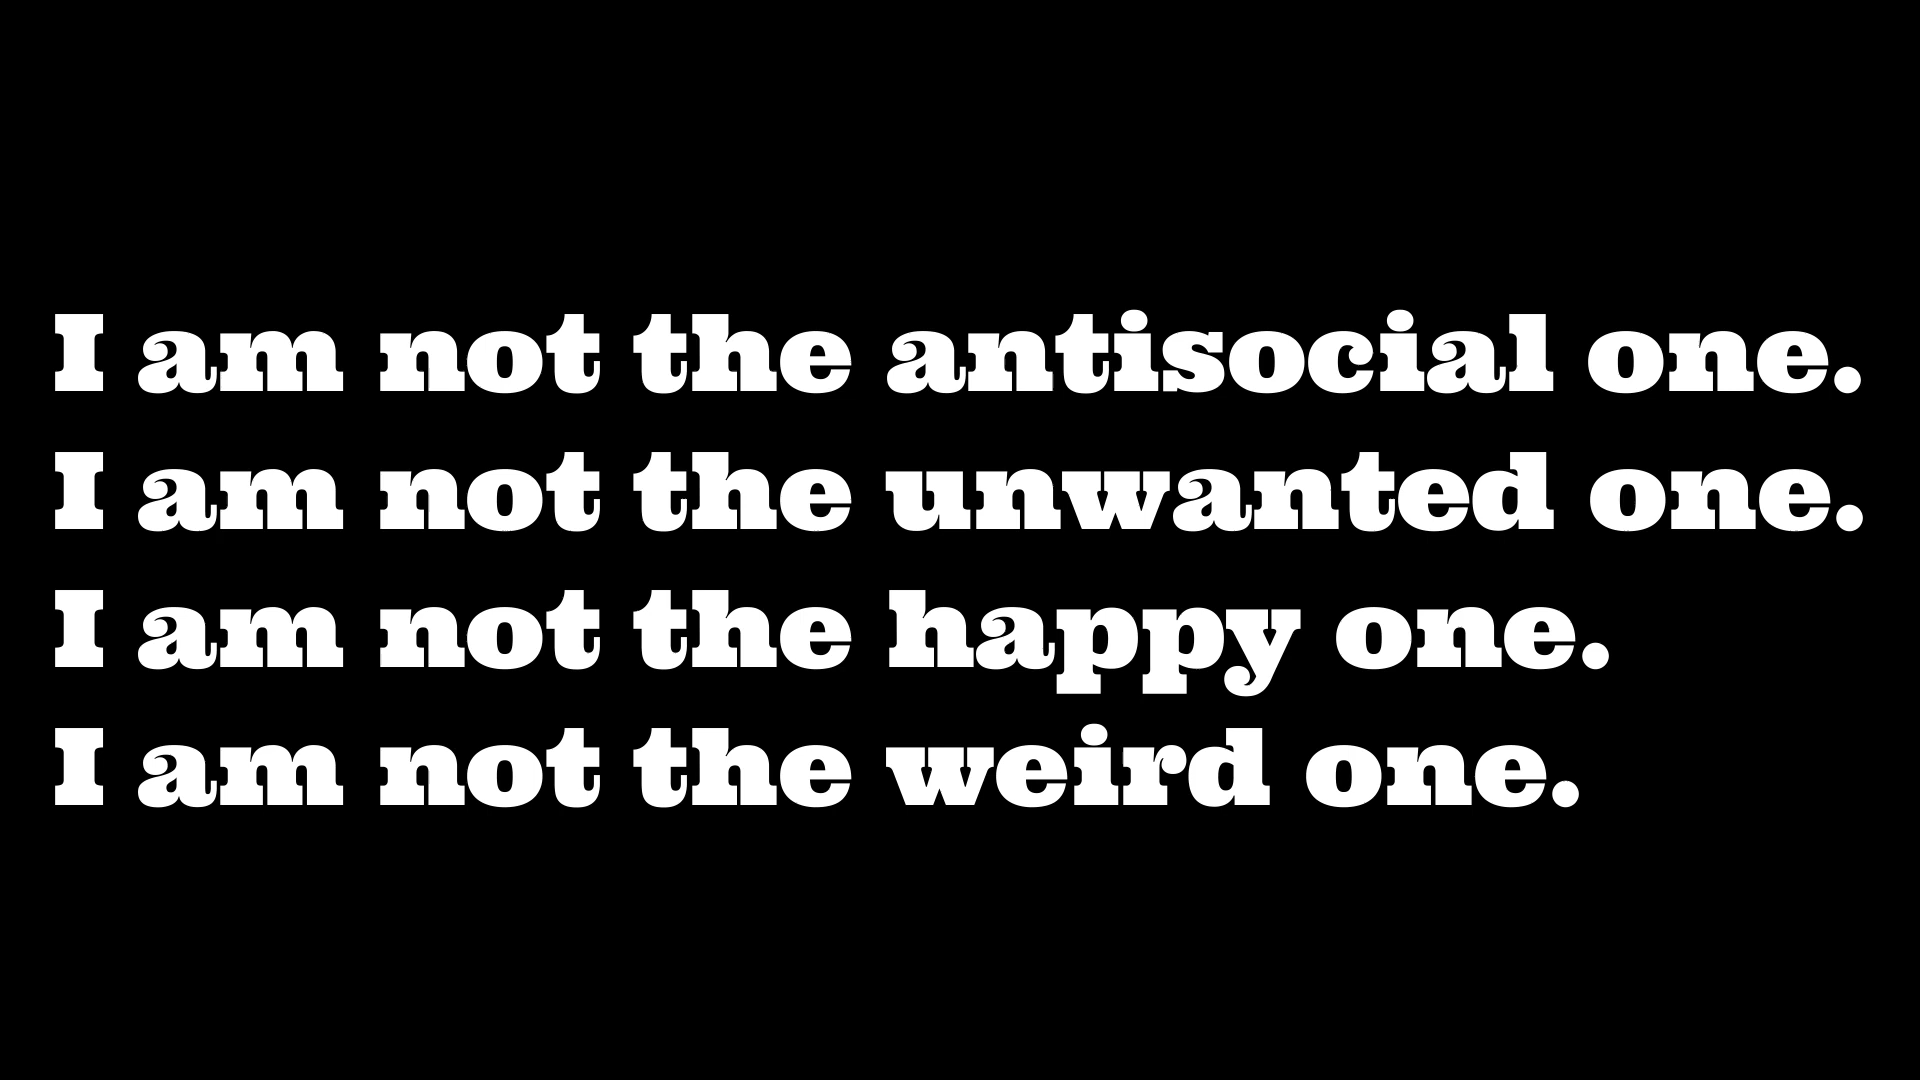 I am not the antisocial one.
I am not the unwanted one.
I am not the happy one.
I am not the weird one.